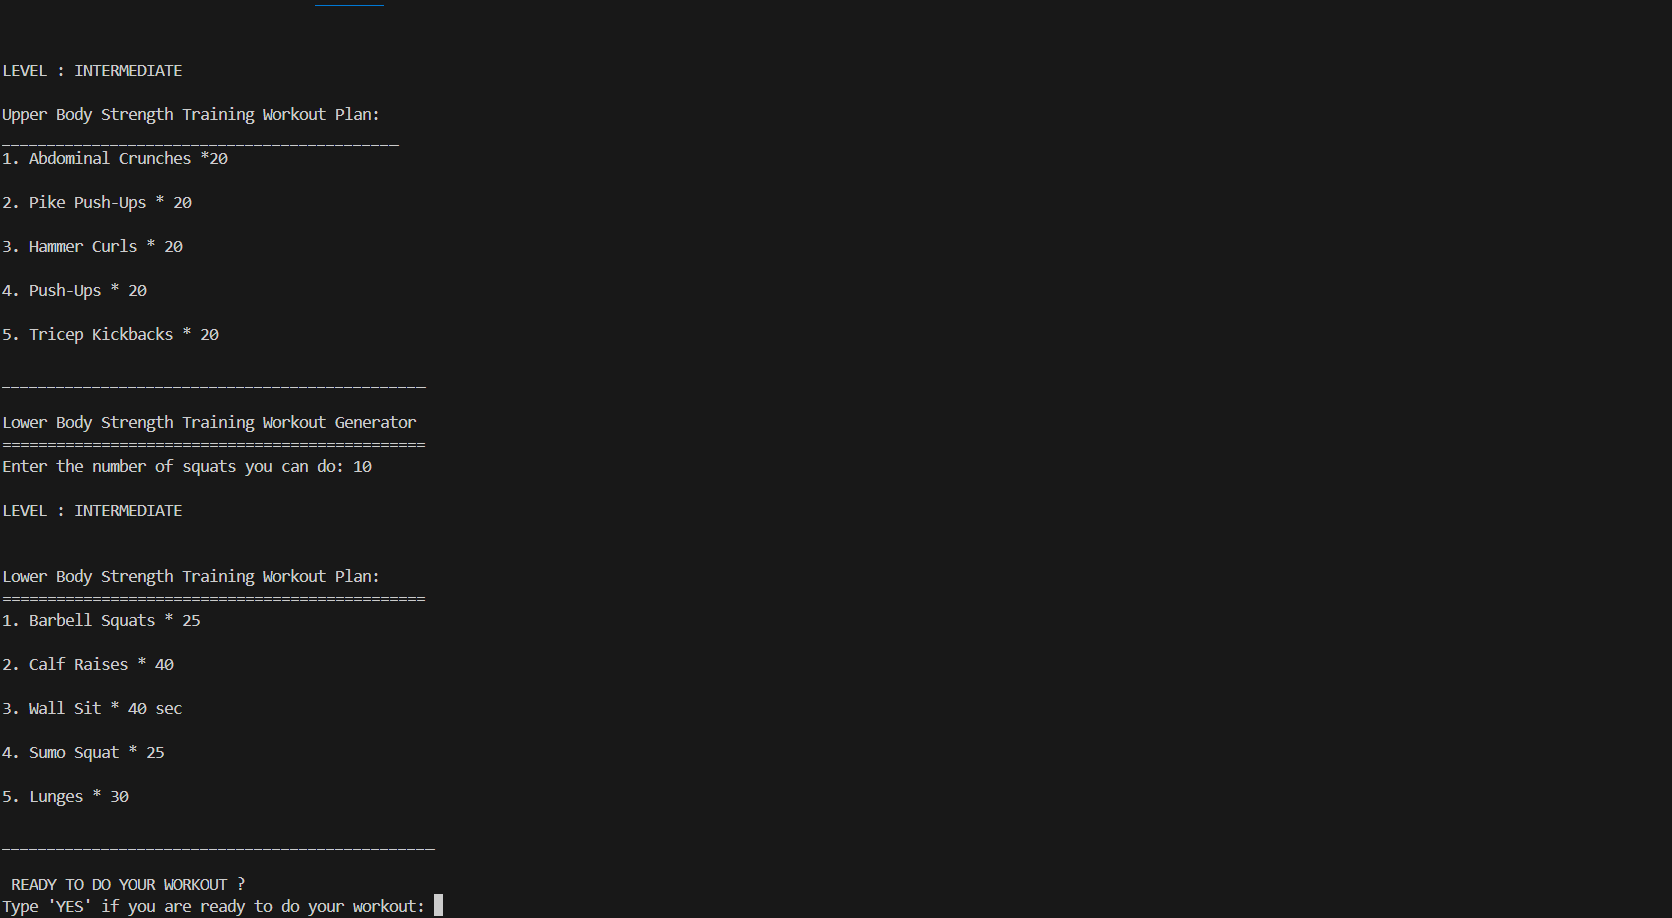 LEVEL : INTERMEDIATE
Upper Body Strength Training Workout Plan:
____________________________________________
1. Abdominal Crunches *20
2. Pike Push-Ups * 20
3. Hammer Curls * 20
4. Push-Ups * 20
5. Tricep Kickbacks * 20
_______________________________________________
Lower Body Strength Training Workout Generator
===============================================
Enter the number of squats you can do: 10
LEVEL : INTERMEDIATE
Lower Body Strength Training Workout Plan:
===============================================
1. Barbell Squats * 25
2. Calf Raises * 40
3. Wall Sit * 40 sec
4. Sumo Squat * 25
5. Lunges * 30
________________________________________________
READY TO DO YOUR WORKOUT ?
Type 'YES' if you are ready to do your workout: